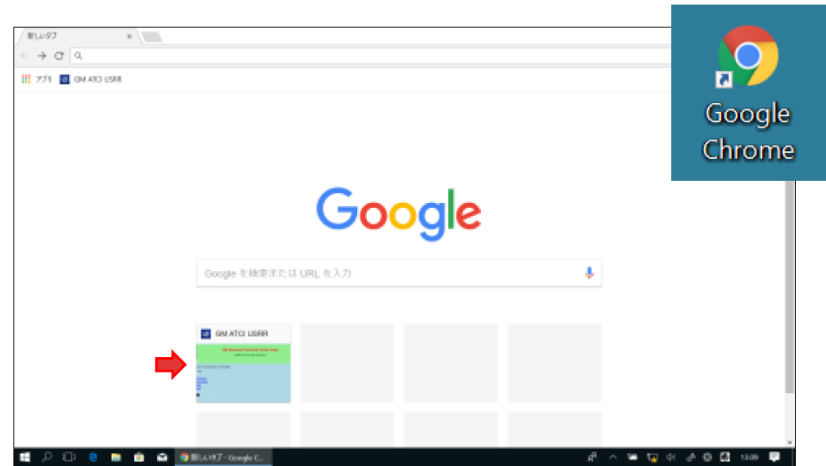 新しいタブ
アプリ GM ATCI USRR
Google
Chrome
Google
Google を検索または URL を入力
GM ATCI USRR
新しいタブ - Google C...
13:09